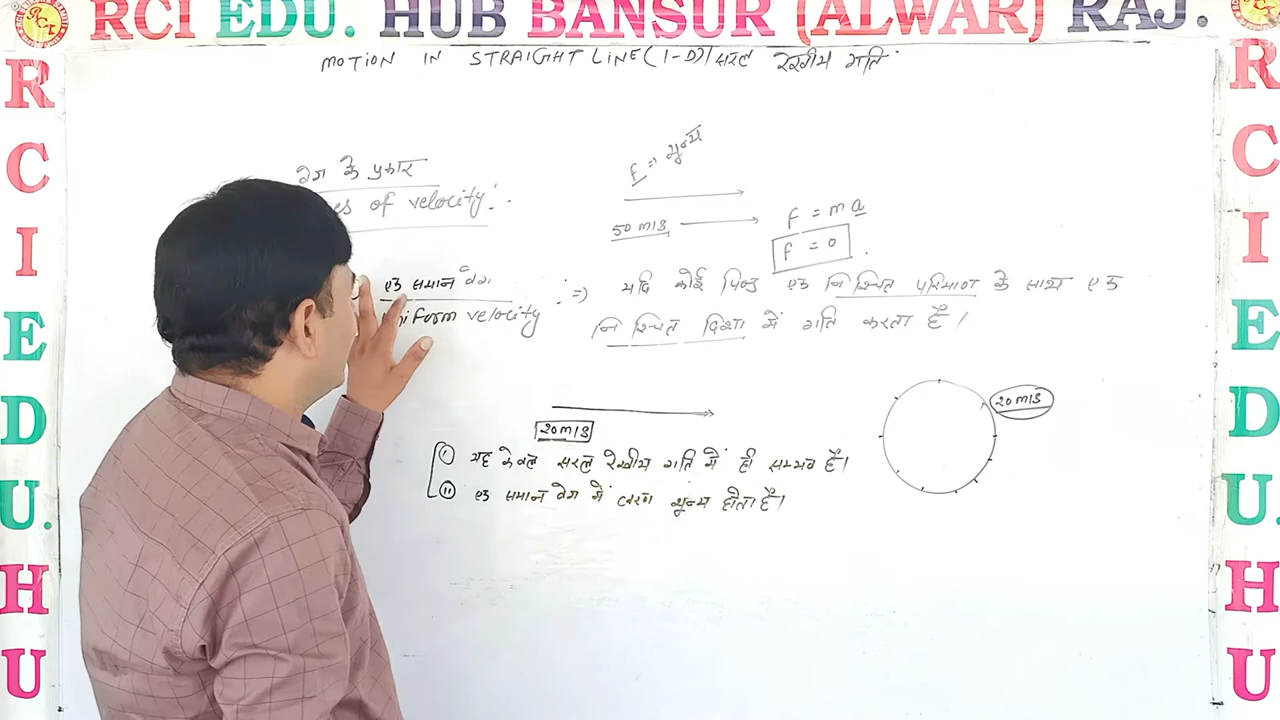 RCI EDU. HUB BANSUR (ALWAR) RAJ.
R C I E D U. H U
R C I E D U. H U
MOTION IN STRAIGHT LINE (1-D) सरल रेखीय गति
वेग के प्रकार
es of velocity :.
F = शून्य
50 m/s
F = ma
F = 0
एक समान वेग
niform velocity
:⇒ यदि कोई पिण्ड एक निश्चित परिमाण के साथ एक
निश्चित दिशा में गति करता है।
20 m/s
20 m/s
(i) यह केवल सरल रेखीय गति में ही सम्भव है।
(ii) एक समान वेग में त्वरण शून्य होता है।